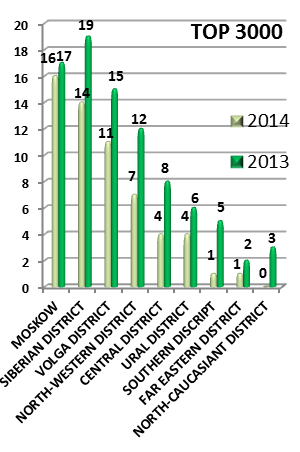 TOP 3000
2014
2013
20
18
16
14
12
10
8
6
4
2
0
16 17
14 19
11 15
7 12
4 8
4 6
1 5
1 2
0 3
MOSKOW
SIBERIAN DISTRICT
VOLGA DISTRICT
NORTH-WESTERN DISTRICT
CENTRAL DISTRICT
URAL DISTRICT
SOUTHERN DISCRIPT
FAR EASTERN DISTRICT
NORTH-CAUCASIANT DISTRICT